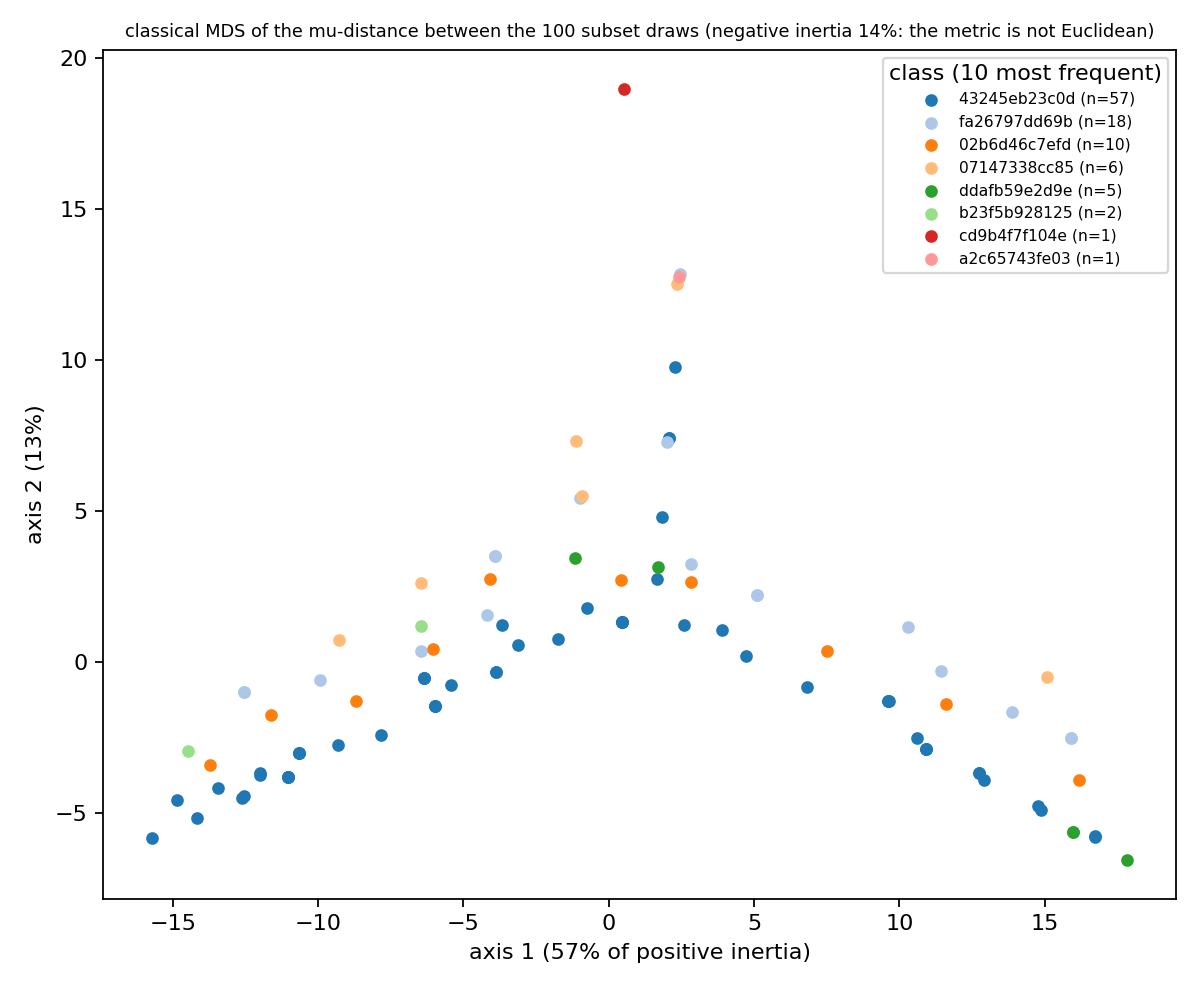 classical MDS of the mu-distance between the 100 subset draws (negative inertia 14%: the metric is not Euclidean)
20
15
10
5
0
−5
axis 2 (13%)
class (10 most frequent)
43245eb23c0d (n=57)
fa26797dd69b (n=18)
02b6d46c7efd (n=10)
07147338cc85 (n=6)
ddafb59e2d9e (n=5)
b23f5b928125 (n=2)
cd9b4f7f104e (n=1)
a2c65743fe03 (n=1)
−15 −10 −5 0 5 10 15
axis 1 (57% of positive inertia)